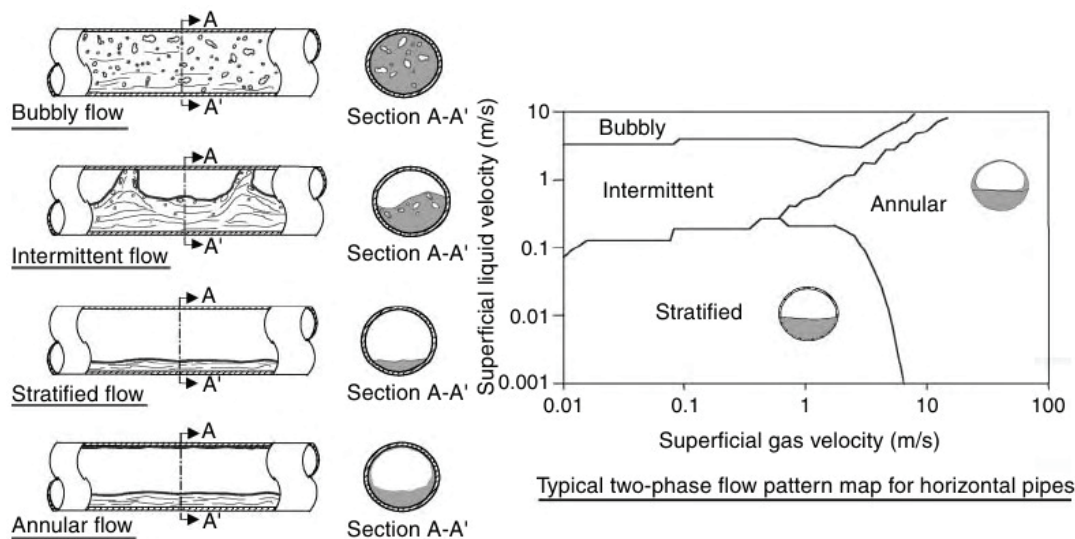 A
A'
Bubbly flow
Section A-A'
A
A'
Intermittent flow
Section A-A'
A
A'
Stratified flow
Section A-A'
A
A'
Annular flow
Section A-A'
Superficial liquid velocity (m/s)
10
1
0.1
0.01
0.001
Bubbly
Intermittent
Annular
Stratified
0.01 0.1 1 10 100
Superficial gas velocity (m/s)
Typical two-phase flow pattern map for horizontal pipes